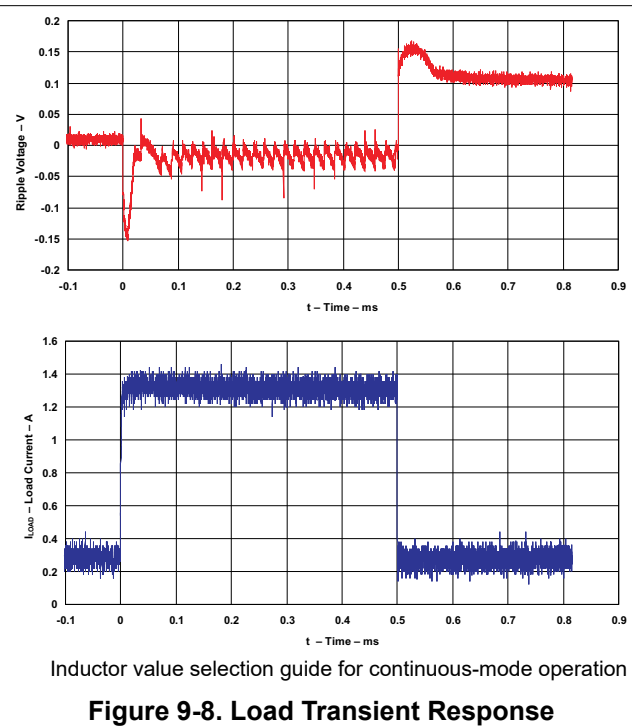 0.2
0.15
0.1
0.05
0
-0.05
-0.1
-0.15
-0.2
Ripple Voltage – V
-0.1 0 0.1 0.2 0.3 0.4 0.5 0.6 0.7 0.8 0.9
t – Time – ms
1.6
1.4
1.2
1
0.8
0.6
0.4
0.2
0
ILOAD – Load Current – A
-0.1 0 0.1 0.2 0.3 0.4 0.5 0.6 0.7 0.8 0.9
t – Time – ms
Inductor value selection guide for continuous-mode operation
Figure 9-8. Load Transient Response